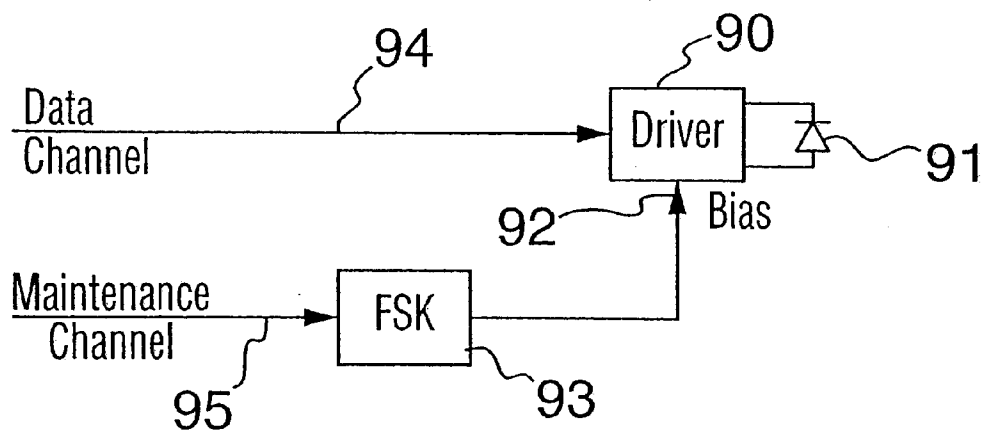 90
94
Data
Channel
Driver
91
92
Bias
Maintenance
Channel
FSK
95
93